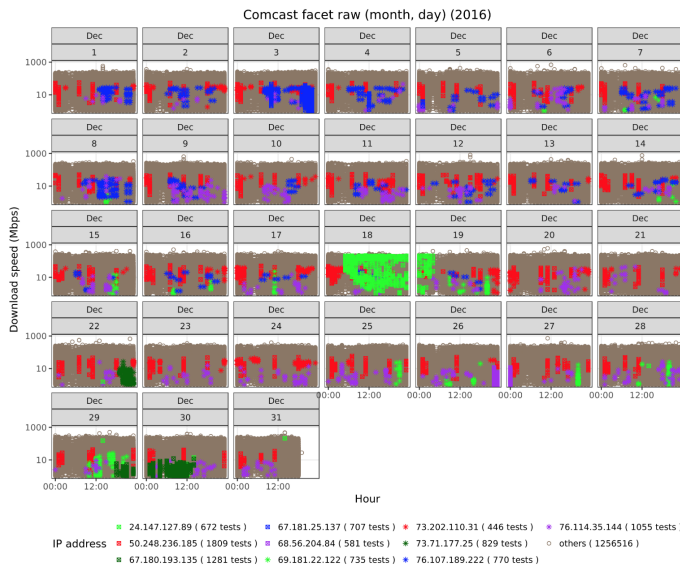 Comcast facet raw (month, day) (2016)
Dec Dec Dec Dec Dec Dec Dec
1 2 3 4 5 6 7
1000
10
Dec Dec Dec Dec Dec Dec Dec
8 9 10 11 12 13 14
1000
10
Dec Dec Dec Dec Dec Dec Dec
15 16 17 18 19 20 21
1000
10
Dec Dec Dec Dec Dec Dec Dec
22 23 24 25 26 27 28
1000
10
00:00 12:00 00:00 12:00 00:00 12:00 00:00 12:00
Dec Dec Dec
29 30 31
1000
10
00:00 12:00 00:00 12:00 00:00 12:00
Download speed (Mbps)
Hour
IP address
24.147.127.89 ( 672 tests ) 67.181.25.137 ( 707 tests ) 73.202.110.31 ( 446 tests ) 76.114.35.144 ( 1055 tests )
50.248.236.185 ( 1809 tests ) 68.56.204.84 ( 581 tests ) 73.71.177.25 ( 829 tests ) others ( 1256516 )
67.180.193.135 ( 1281 tests ) 69.181.22.122 ( 735 tests ) 76.107.189.222 ( 770 tests )